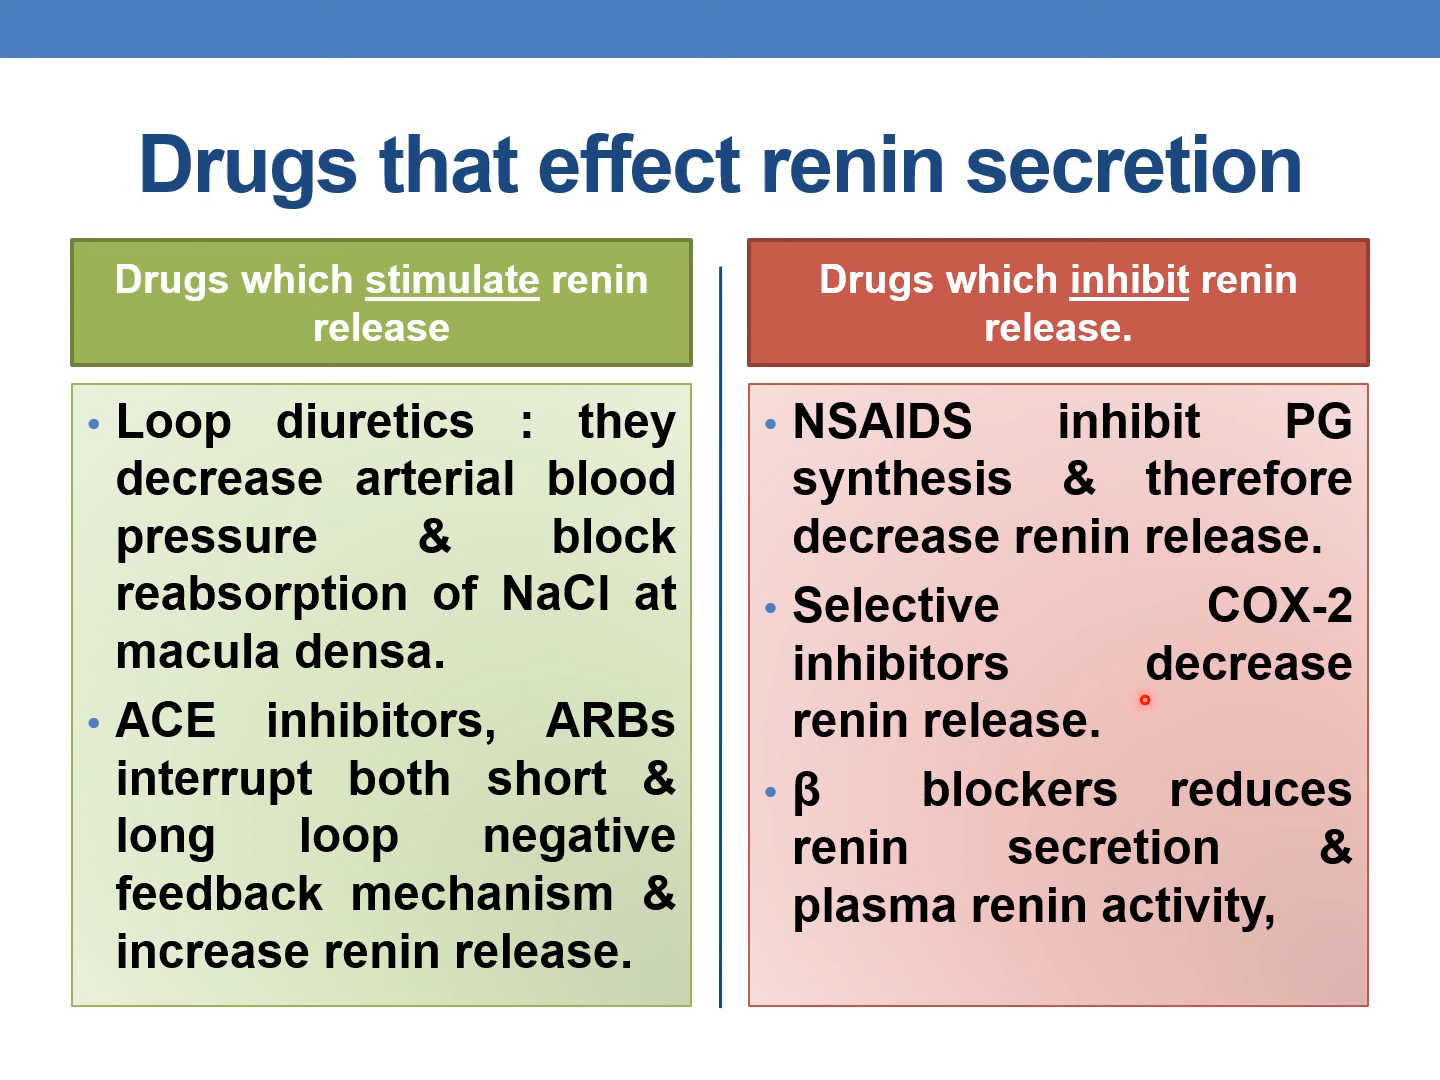 Drugs that effect renin secretion
Drugs which stimulate renin
release
• Loop diuretics : they
decrease arterial blood
pressure & block
reabsorption of NaCl at
macula densa.
• ACE inhibitors, ARBs
interrupt both short &
long loop negative
feedback mechanism &
increase renin release.
Drugs which inhibit renin
release.
• NSAIDS inhibit PG
synthesis & therefore
decrease renin release.
• Selective COX-2
inhibitors decrease
renin release.
• β blockers reduces
renin secretion &
plasma renin activity,